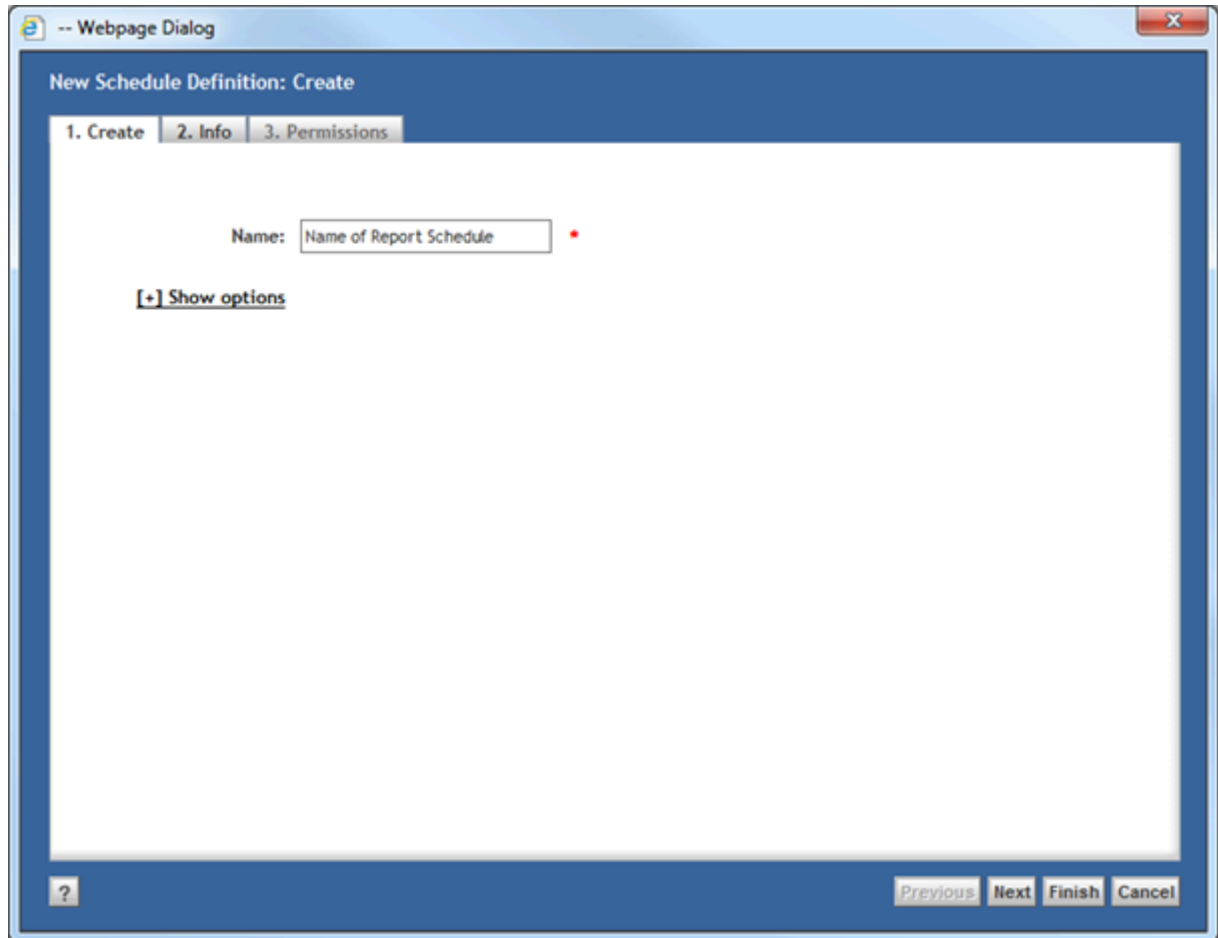 -- Webpage Dialog
X
New Schedule Definition: Create
1. Create 2. Info 3. Permissions
Name: Name of Report Schedule *
[+] Show options
? Previous Next Finish Cancel